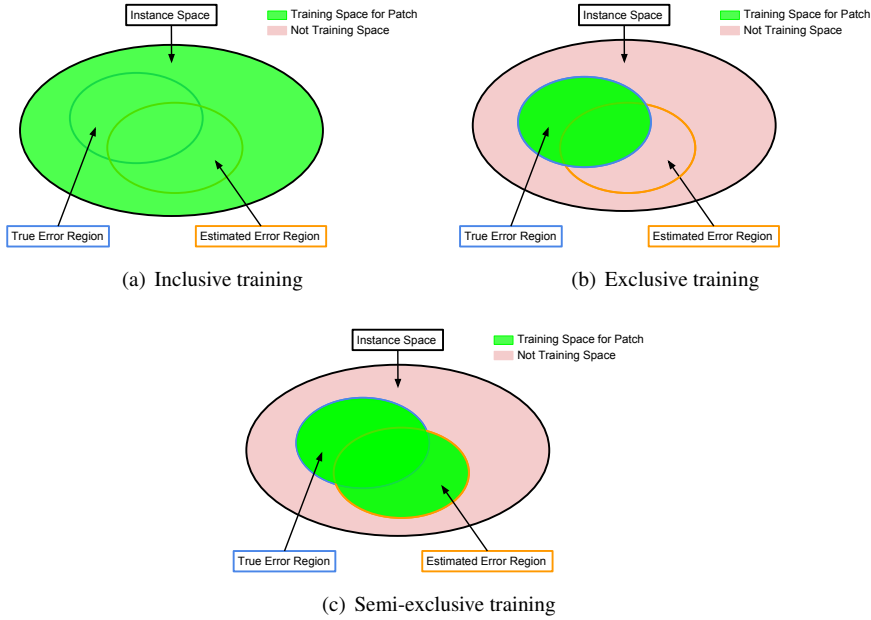 Instance Space
Training Space for Patch
Not Training Space
True Error Region
Estimated Error Region
(a) Inclusive training
Instance Space
Training Space for Patch
Not Training Space
True Error Region
Estimated Error Region
(b) Exclusive training
Instance Space
Training Space for Patch
Not Training Space
True Error Region
Estimated Error Region
(c) Semi-exclusive training